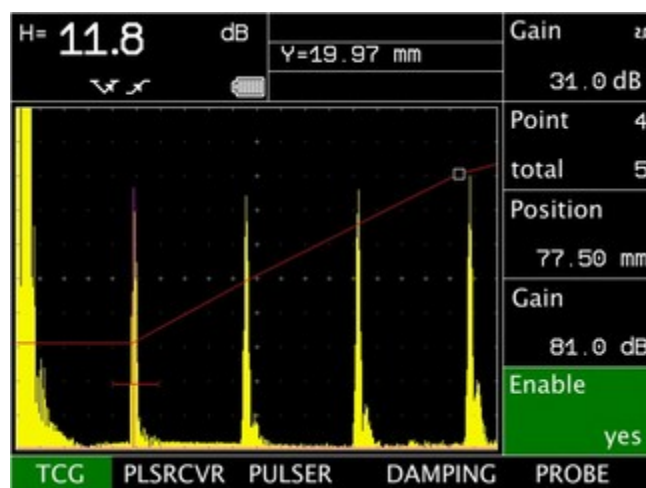 H= 11.8 dB
Y=19.97 mm
Gain
31.0 dB
Point 4
total 5
Position
77.50 mm
Gain
81.0 dB
Enable
yes
TCG PLSRCVR PULSER DAMPING PROBE